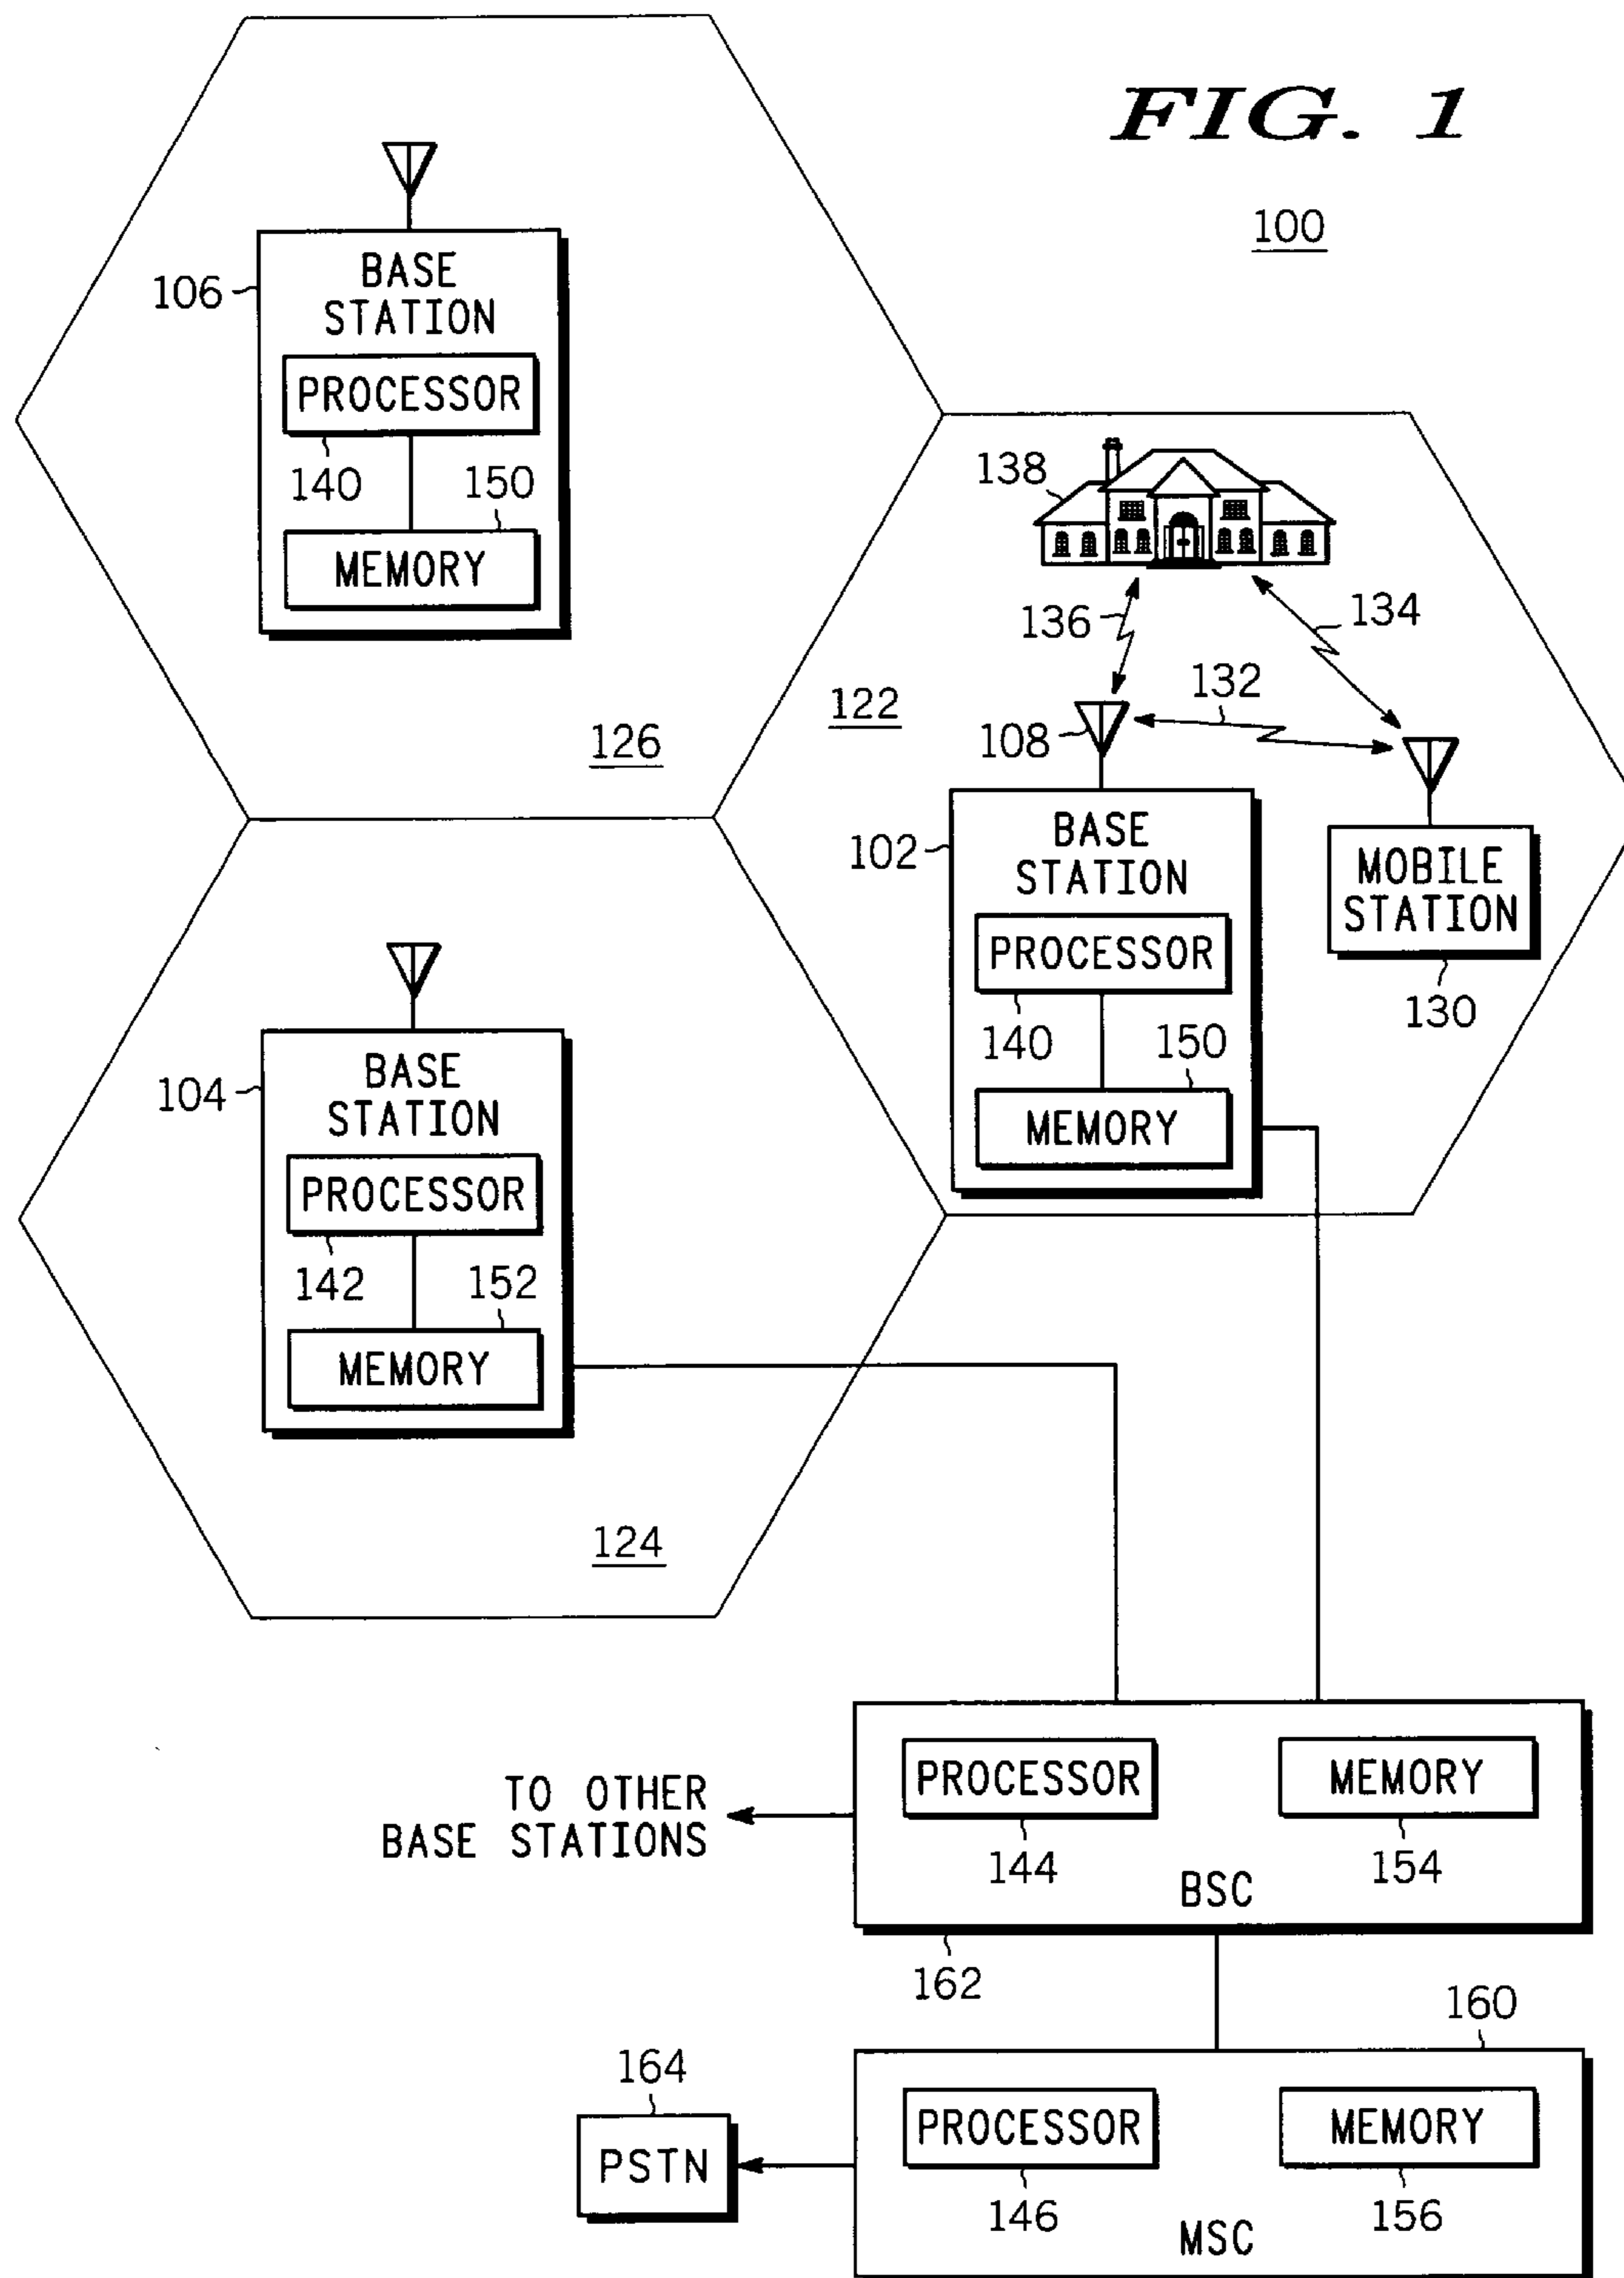 FIG. 1
100
BASE
STATION
106
PROCESSOR
140
150
MEMORY
126
138
136
134
122
132
108
102
BASE
STATION
PROCESSOR
140
150
MEMORY
MOBILE
STATION
130
104
BASE
STATION
PROCESSOR
142
152
MEMORY
124
TO OTHER
BASE STATIONS
PROCESSOR
MEMORY
144
154
BSC
162
160
164
PSTN
PROCESSOR
MEMORY
146
156
MSC